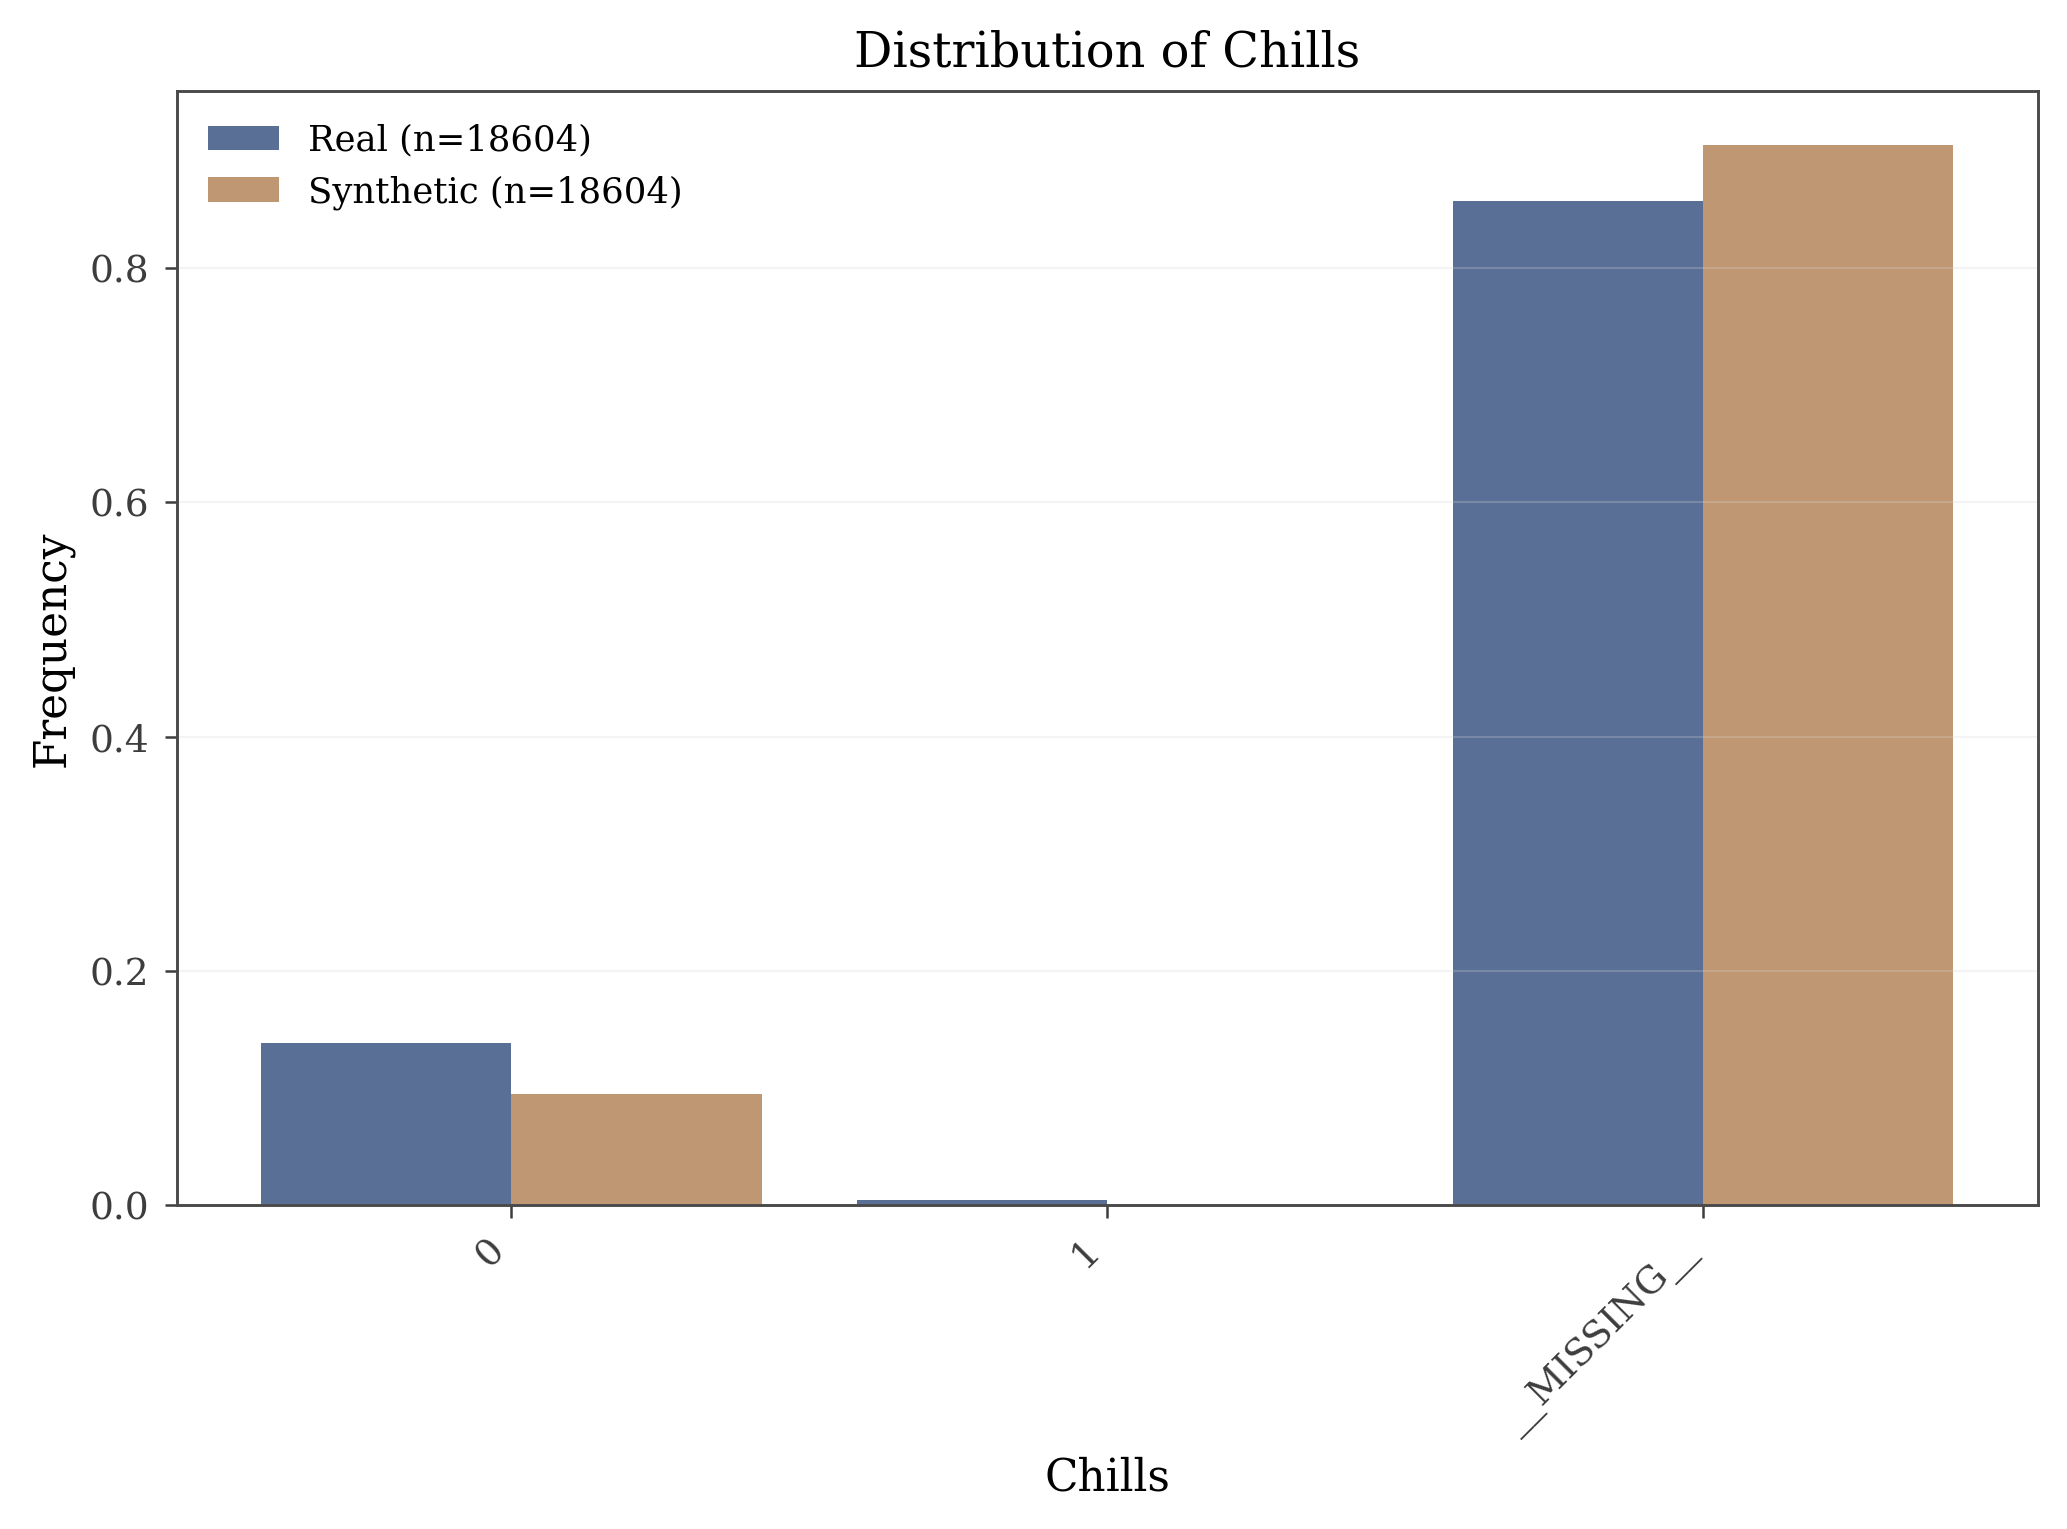 Distribution of Chills
Real (n=18604)
Synthetic (n=18604)
Frequency
0.8
0.6
0.4
0.2
0.0
0
1
__MISSING__
Chills